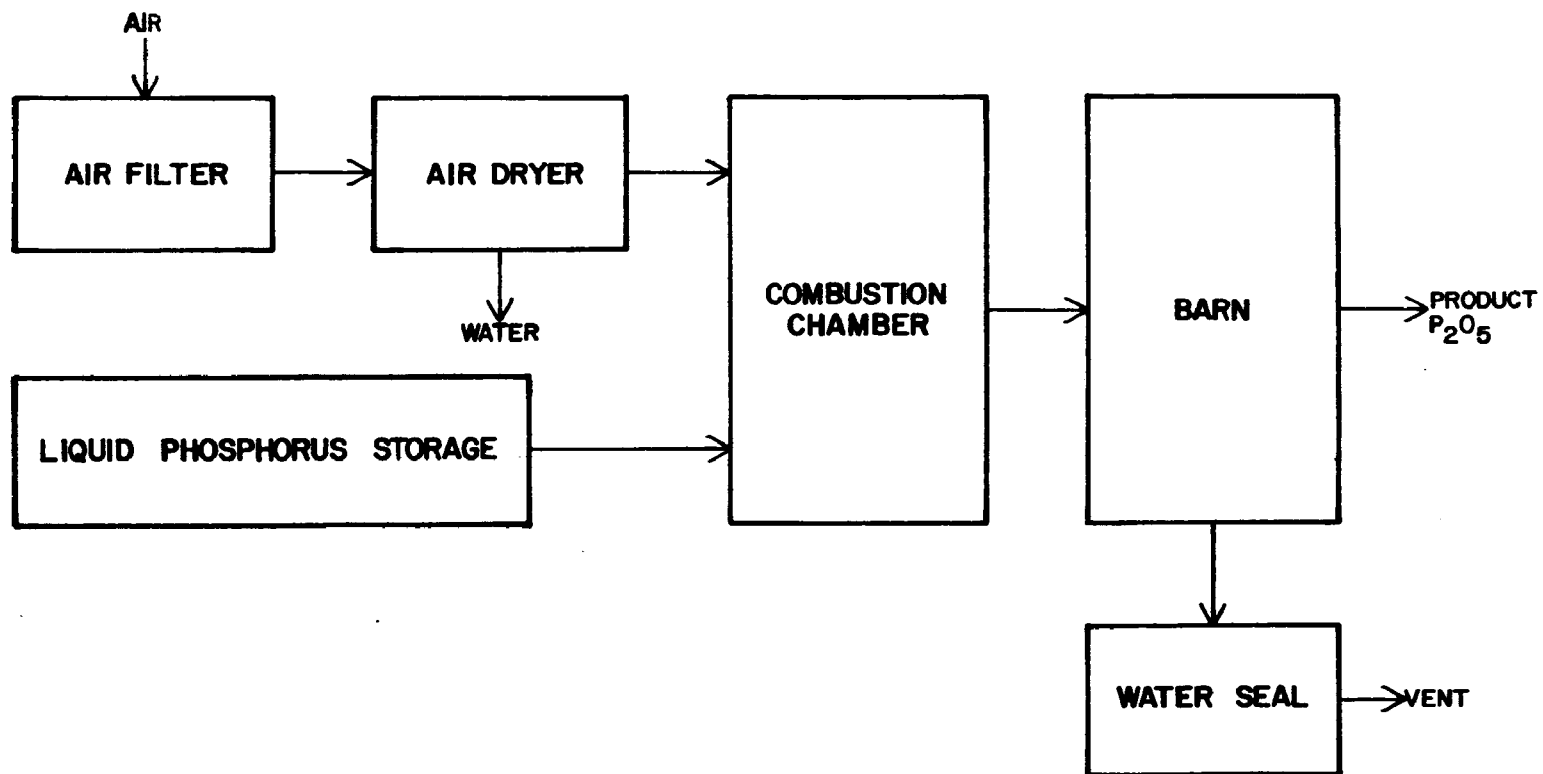 AIR
AIR FILTER
AIR DRYER
WATER
LIQUID PHOSPHORUS STORAGE
COMBUSTION
CHAMBER
BARN
PRODUCT
P₂O₅
WATER SEAL
VENT